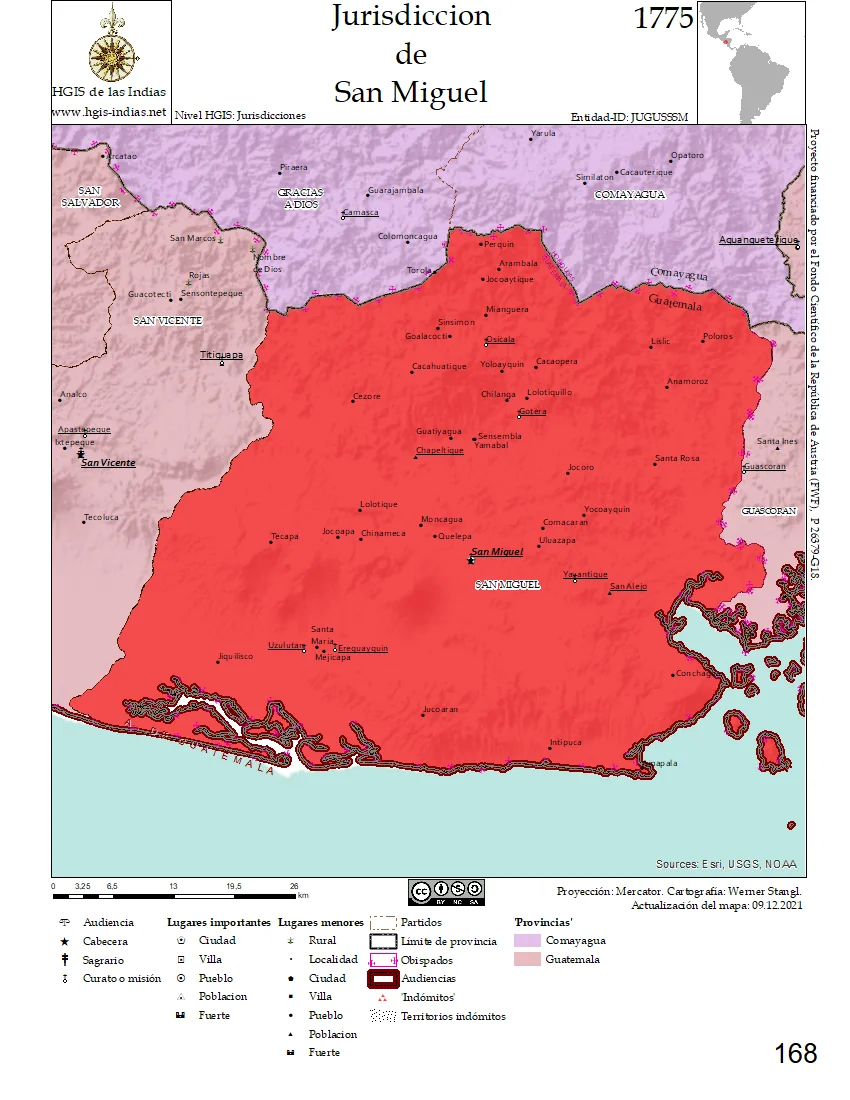 Jurisdiccion
de
San Miguel
1775
HGIS de las Indias
www.hgis-indias.net
Nivel HGIS: Jurisdicciones
Entidad-ID: JUGUSSSM
Proyecto financiado por el Fondo Científico de la República de Austria (FWF), P 26379-G18
Yarula
Arcatao
Piraera
Opatoro
Similaton
Cacauterique
SAN
SALVADOR
GRACIAS
A DIOS
Guarajambala
COMAYAGUA
Camasca
San Marcos
Colomoncagua
Perquin
Aguanqueterique
Nombre
de Dios
Arambala
Torola
Jocoaytique
Comayagua
Guatemala
Rojas
Guacotecti
Sensontepeque
SAN VICENTE
Mianguera
Sinsimon
Goalacocti
Osicala
Lislic
Poloros
Titiguapa
Cacahuatique
Yoloayquin
Cacaopera
Anamoroz
Analco
Cezore
Chilanga
Lolotiquillo
Gotera
Apastepeque
Ixtepeque
Guatiyagua
Sensembla
Yamabal
Santa Ines
San Vicente
Chapeltique
Jocoro
Santa Rosa
Guascoran
Tecoluca
Lolotique
Yocoayquin
GUASCORAN
Moncagua
Comacaran
Tecapa
Jocoapa
Chinameca
Quelepa
Uluazapa
San Miguel
SAN MIGUEL
Yayantique
San Alejo
Santa
Maria
Uzulutan
Erequayquin
Mejicapa
Jiquilisco
Conchagua
Jucoaran
Intipuca
A. DE GUATEMALA
Sources: Esri, USGS, NOAA
0 3,25 6,5 13 19,5 26
km
cc BY NC SA
Proyección: Mercator. Cartografía: Werner Stangl.
Actualización del mapa: 09.12.2021
Audiencia
Cabecera
Sagrario
Curato o misión
Lugares importantes
Ciudad
Villa
Pueblo
Poblacion
Fuerte
Lugares menores
Rural
Localidad
Ciudad
Villa
Pueblo
Poblacion
Fuerte
Partidos
Límite de provincia
Obispados
Audiencias
'Indómitos'
Territorios indómitos
'Provincias'
Comayagua
Guatemala
168